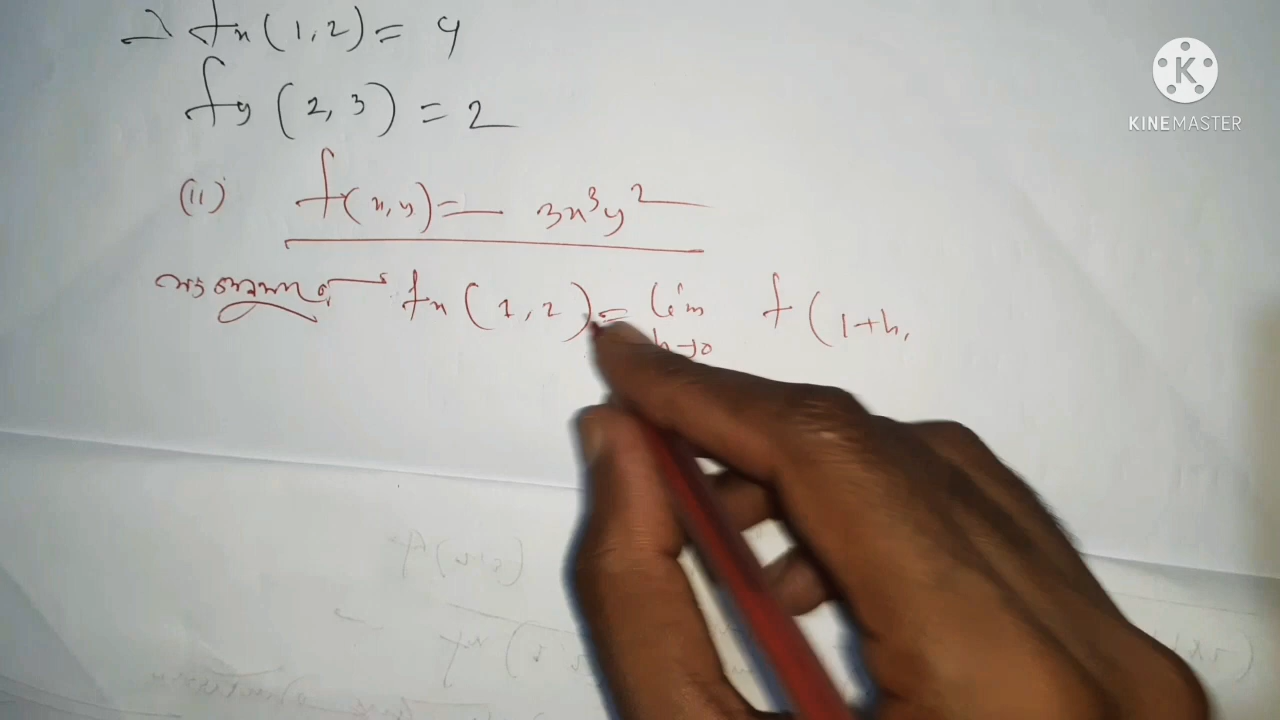 ⇒ fx(1,2) = 4
fy(2,3) = 2
(ii) f(x,y) = 3x³y²
fx(1,2) = lim f(1+h,
h→0
KINEMASTER